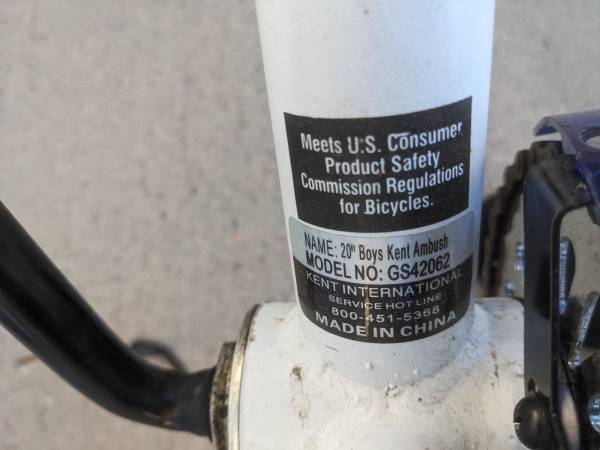 Meets U.S. Consumer
Product Safety
Commission Regulations
for Bicycles.
NAME: 20" Boys Kent Ambush
MODEL NO: GS42062
KENT INTERNATIONAL
SERVICE HOT LINE
800-451-5368
MADE IN CHINA